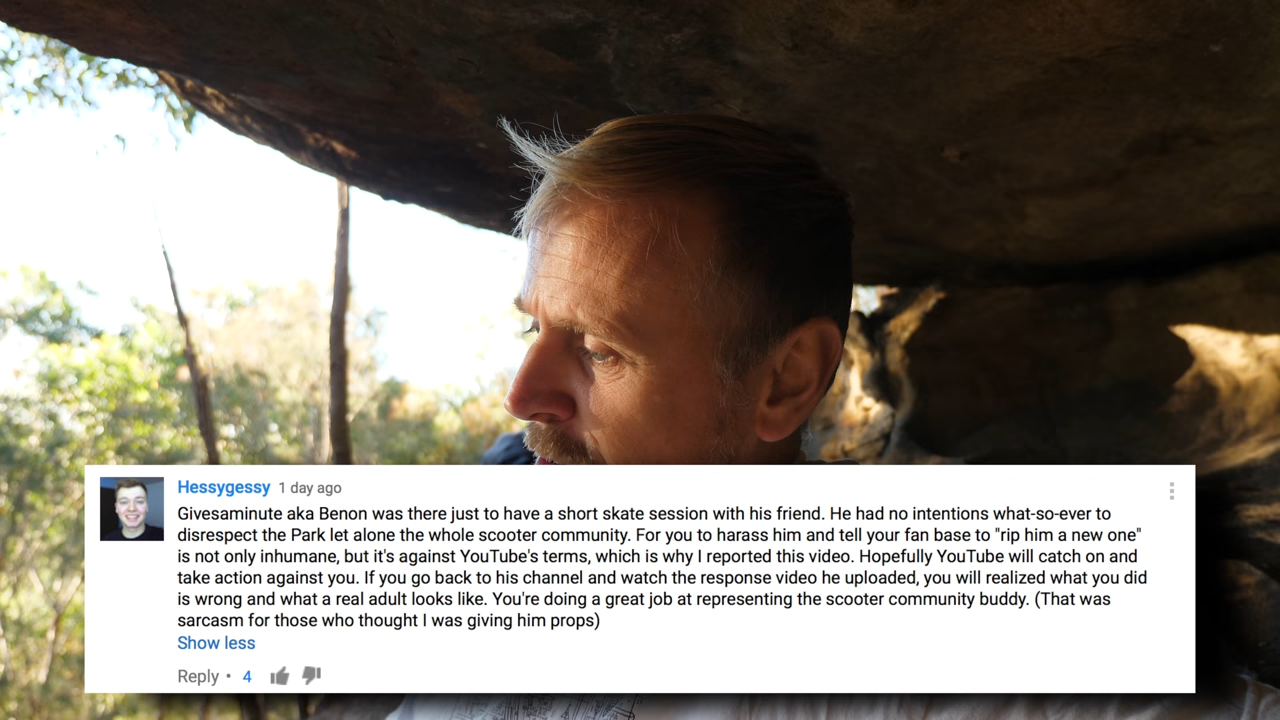 Hessygessy 1 day ago
Givesaminute aka Benon was there just to have a short skate session with his friend. He had no intentions what-so-ever to
disrespect the Park let alone the whole scooter community. For you to harass him and tell your fan base to "rip him a new one"
is not only inhumane, but it's against YouTube's terms, which is why I reported this video. Hopefully YouTube will catch on and
take action against you. If you go back to his channel and watch the response video he uploaded, you will realized what you did
is wrong and what a real adult looks like. You're doing a great job at representing the scooter community buddy. (That was
sarcasm for those who thought I was giving him props)
Show less
Reply • 4